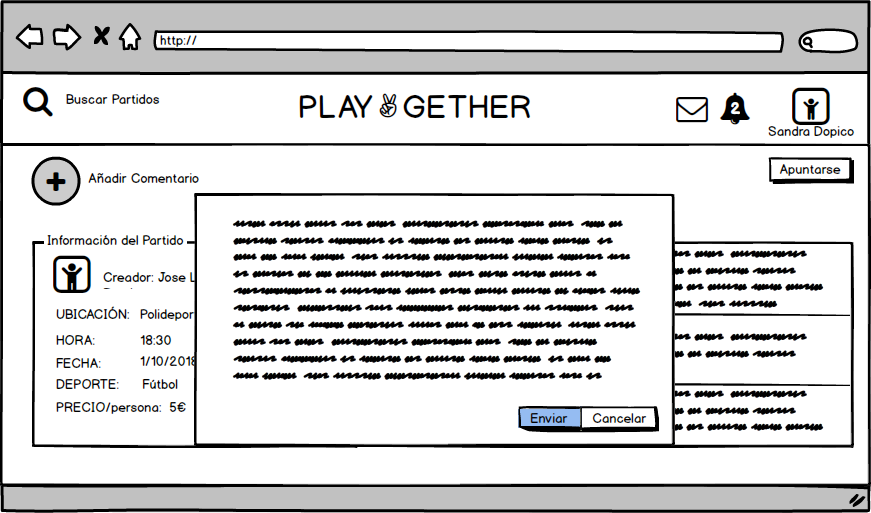 http://
Buscar Partidos
PLAY GETHER
2
Sandra Dopico
Añadir Comentario
Apuntarse
Información del Partido
Creador: Jose L
UBICACIÓN: Polidepor
HORA: 18:30
FECHA: 1/10/2018
DEPORTE: Fútbol
PRECIO/persona: 5€
Enviar Cancelar